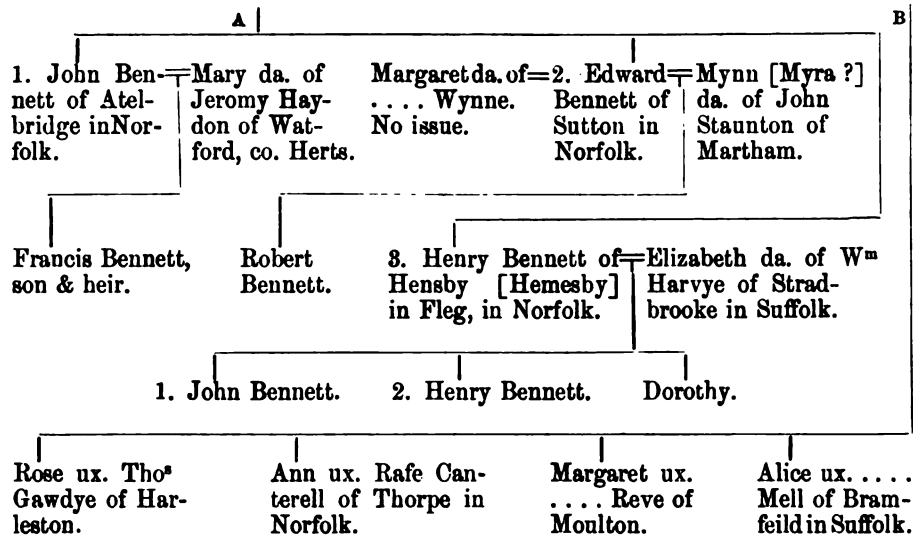 A B
1. John Ben-
nett of Atel-
bridge in Nor-
folk.
Mary da. of
Jeromy Hay-
don of Wat-
ford, co. Herts.
Margaret da. of
.... Wynne.
No issue.
2. Edward
Bennett of
Sutton in
Norfolk.
Mynn [Myra ?]
da. of John
Staunton of
Martham.
Francis Bennett,
son & heir.
Robert
Bennett.
3. Henry Bennett of
Hensby [Hemesby]
in Fleg, in Norfolk.
Elizabeth da. of Wᵐ
Harvye of Strad-
brooke in Suffolk.
1. John Bennett.
2. Henry Bennett.
Dorothy.
Rose ux. Thoˢ
Gawdye of Har-
leston.
Ann ux. Rafe Can-
terell of Thorpe in
Norfolk.
Margaret ux.
.... Reve of
Moulton.
Alice ux.....
Mell of Bram-
feild in Suffolk.